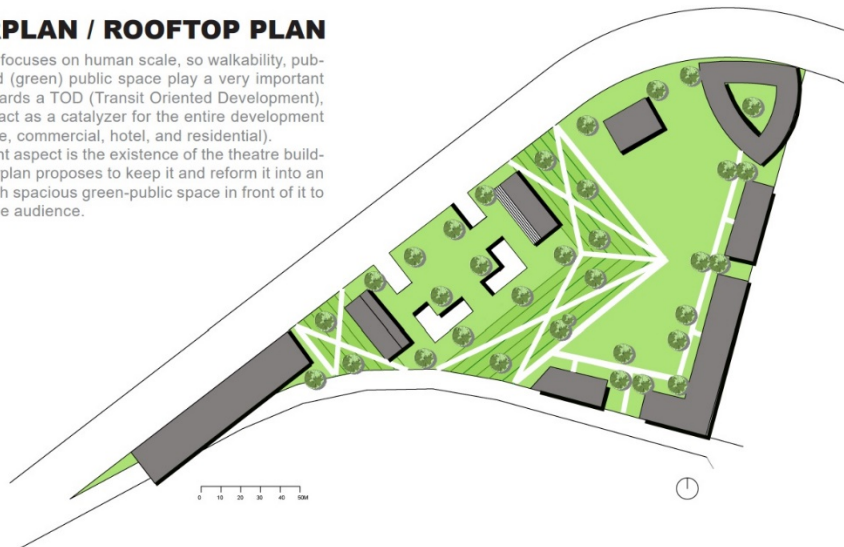 RPLAN / ROOFTOP PLAN
focuses on human scale, so walkability, pub-
d (green) public space play a very important
ards a TOD (Transit Oriented Development),
act as a catalyzer for the entire development
e, commercial, hotel, and residential).
nt aspect is the existence of the theatre build-
plan proposes to keep it and reform it into an
h spacious green-public space in front of it to
e audience.
0 10 20 30 40 50M